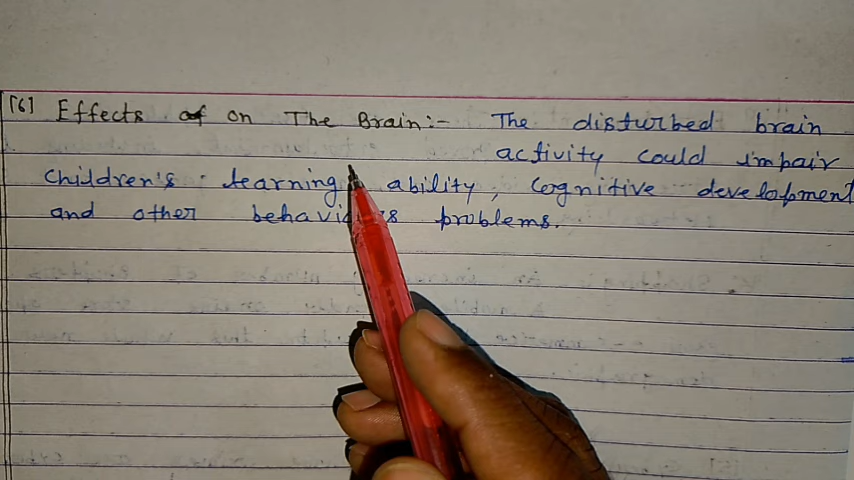 [6] Effects on The Brain:- The disturbed brain
activity could impair
Children's learning ability, Cognitive development
and other problems.